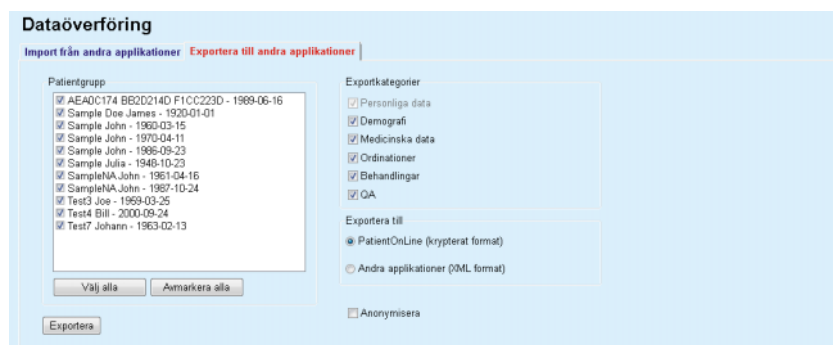 Dataöverföring
Import från andra applikationer Exportera till andra applikationer
Patientgrupp
AEA0C174 BB2D214D F1CC223D - 1989-06-16
Sample Doe James - 1920-01-01
Sample John - 1960-03-15
Sample John - 1970-04-11
Sample John - 1986-09-23
Sample Julia - 1948-10-23
SampleNA John - 1961-04-16
SampleNA John - 1987-10-24
Test3 Joe - 1959-03-25
Test4 Bill - 2000-09-24
Test7 Johann - 1963-02-13
Välj alla Avmarkera alla
Exportera
Exportkategorier
Personliga data
Demografi
Medicinska data
Ordinationer
Behandlingar
QA
Exportera till
PatientOnLine (krypterat format)
Andra applikationer (XML format)
Anonymisera